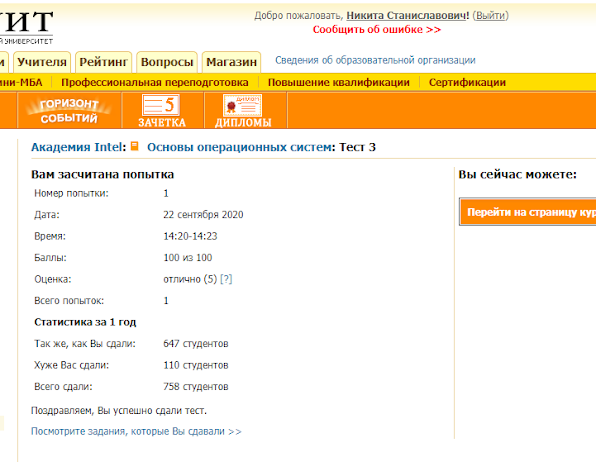 УИТ
Добро пожаловать, Никита Станиславович! (Выйти)
Й УНИВЕРСИТЕТ
Сообщить об ошибке >>
и Учителя Рейтинг Вопросы Магазин Сведения об образовательной организации
ини-МБА Профессиональная переподготовка Повышение квалификации Сертификации
ГОРИЗОНТ СОБЫТИЙ
5 ЗАЧЕТКА
ДИПЛОМ ДИПЛОМЫ
Академия Intel: Основы операционных систем: Тест 3
Вам засчитана попытка
Номер попытки: 1
Дата: 22 сентября 2020
Время: 14:20-14:23
Баллы: 100 из 100
Оценка: отлично (5) [?]
Всего попыток: 1
Статистика за 1 год
Так же, как Вы сдали: 647 студентов
Хуже Вас сдали: 110 студентов
Всего сдали: 758 студентов
Поздравляем, Вы успешно сдали тест.
Посмотрите задания, которые Вы сдавали >>
Вы сейчас можете:
Перейти на страницу кур